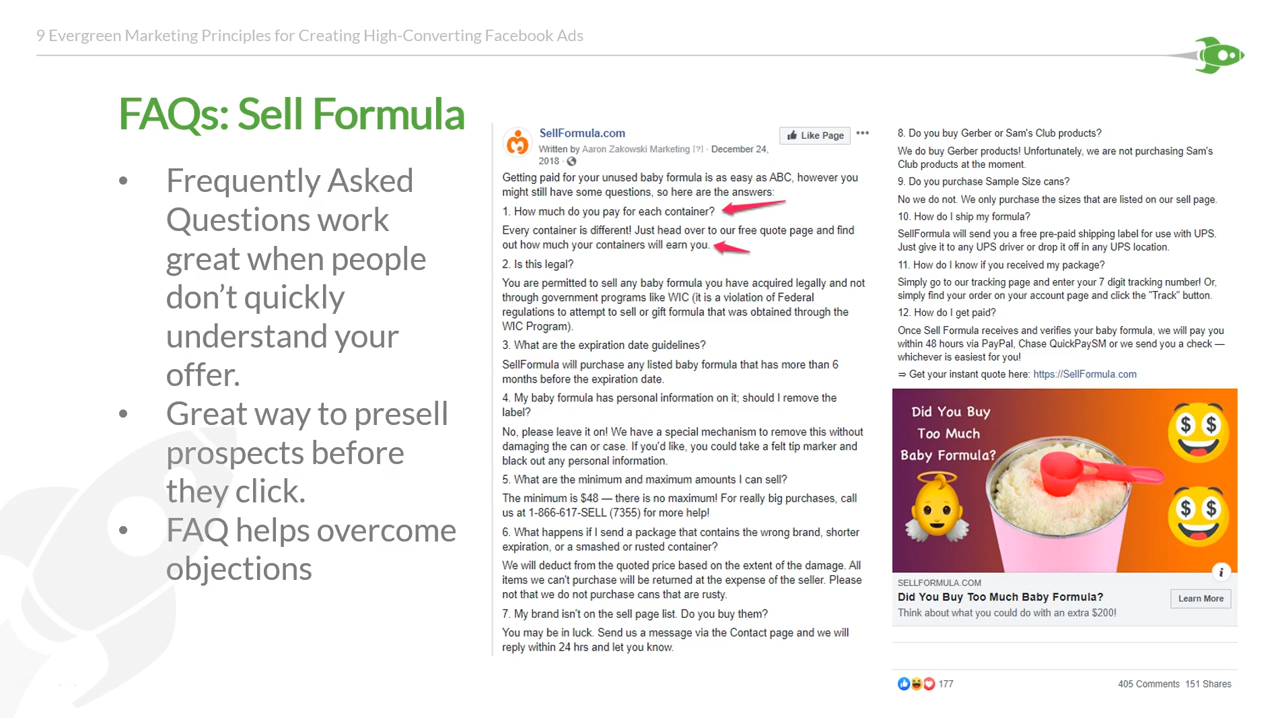 9 Evergreen Marketing Principles for Creating High-Converting Facebook Ads
FAQs: Sell Formula
• Frequently Asked
Questions work
great when people
don't quickly
understand your
offer.
• Great way to presell
prospects before
they click.
• FAQ helps overcome
objections
SellFormula.com
Written by Aaron Zakowski Marketing [?] · December 24,
2018 ·
Like Page
Getting paid for your unused baby formula is as easy as ABC, however you
might still have some questions, so here are the answers:
1. How much do you pay for each container?
Every container is different! Just head over to our free quote page and find
out how much your containers will earn you.
2. Is this legal?
You are permitted to sell any baby formula you have acquired legally and not
through government programs like WIC (it is a violation of Federal
regulations to attempt to sell or gift formula that was obtained through the
WIC Program).
3. What are the expiration date guidelines?
SellFormula will purchase any listed baby formula that has more than 6
months before the expiration date.
4. My baby formula has personal information on it; should I remove the
label?
No, please leave it on! We have a special mechanism to remove this without
damaging the can or case. If you'd like, you could take a felt tip marker and
black out any personal information.
5. What are the minimum and maximum amounts I can sell?
The minimum is $48 — there is no maximum! For really big purchases, call
us at 1-866-617-SELL (7355) for more help!
6. What happens if I send a package that contains the wrong brand, shorter
expiration, or a smashed or rusted container?
We will deduct from the quoted price based on the extent of the damage. All
items we can't purchase will be returned at the expense of the seller. Please
not that we do not purchase cans that are rusty.
7. My brand isn't on the sell page list. Do you buy them?
You may be in luck. Send us a message via the Contact page and we will
reply within 24 hrs and let you know.
8. Do you buy Gerber or Sam's Club products?
We do buy Gerber products! Unfortunately, we are not purchasing Sam's
Club products at the moment.
9. Do you purchase Sample Size cans?
No we do not. We only purchase the sizes that are listed on our sell page.
10. How do I ship my formula?
SellFormula will send you a free pre-paid shipping label for use with UPS.
Just give it to any UPS driver or drop it off in any UPS location.
11. How do I know if you received my package?
Simply go to our tracking page and enter your 7 digit tracking number! Or,
simply find your order on your account page and click the "Track" button.
12. How do I get paid?
Once Sell Formula receives and verifies your baby formula, we will pay you
within 48 hours via PayPal, Chase QuickPaySM or we send you a check —
whichever is easiest for you!
⇒ Get your instant quote here: https://SellFormula.com
Did You Buy
Too Much
Baby Formula?
SELLFORMULA.COM
Did You Buy Too Much Baby Formula?
Think about what you could do with an extra $200!
Learn More
177
405 Comments 151 Shares